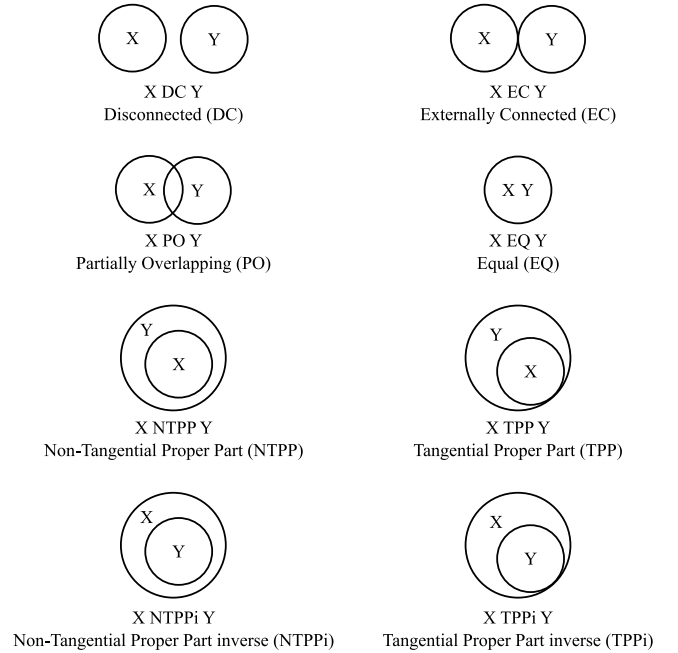 X Y
X DC Y
Disconnected (DC)
X Y
X EC Y
Externally Connected (EC)
X Y
X PO Y
Partially Overlapping (PO)
X Y
X EQ Y
Equal (EQ)
Y
X
X NTPP Y
Non-Tangential Proper Part (NTPP)
Y
X
X TPP Y
Tangential Proper Part (TPP)
X
Y
X NTPPi Y
Non-Tangential Proper Part inverse (NTPPi)
X
Y
X TPPi Y
Tangential Proper Part inverse (TPPi)